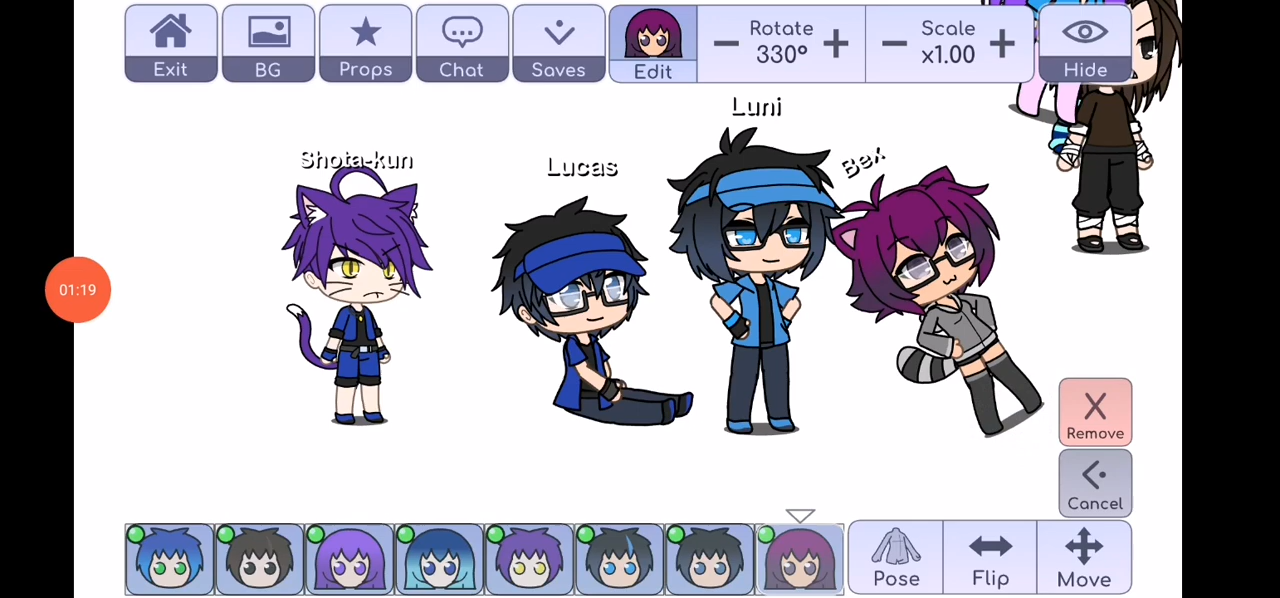 Exit
BG
Props
Chat
Saves
Edit
Rotate
330°
Scale
x1.00
Hide
Luni
Shota-kun
Lucas
Bex
01:19
Remove
Cancel
Pose
Flip
Move